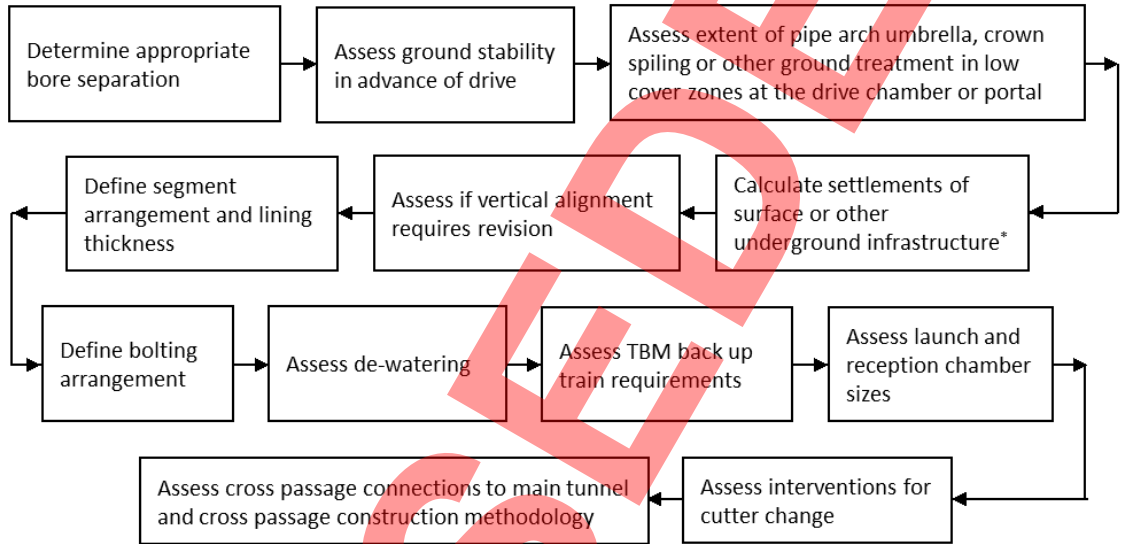 Determine appropriate
bore separation
Assess ground stability
in advance of drive
Assess extent of pipe arch umbrella, crown
spiling or other ground treatment in low
cover zones at the drive chamber or portal
Calculate settlements of
surface or other
underground infrastructure*
Assess if vertical alignment
requires revision
Define segment
arrangement and lining
thickness
Define bolting
arrangement
Assess de-watering
Assess TBM back up
train requirements
Assess launch and
reception chamber
sizes
Assess interventions for
cutter change
Assess cross passage connections to main tunnel
and cross passage construction methodology
SEDE